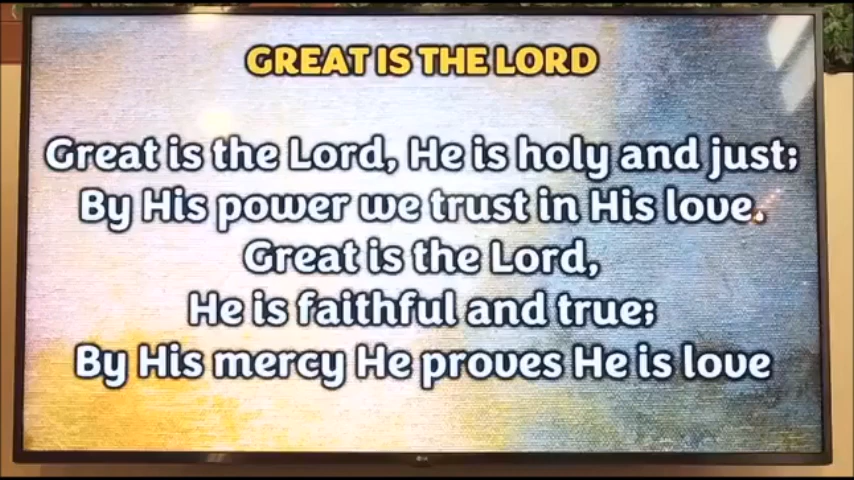 GREAT IS THE LORD
Great is the Lord, He is holy and just;
By His power we trust in His love.
Great is the Lord,
He is faithful and true;
By His mercy He proves He is love
LG